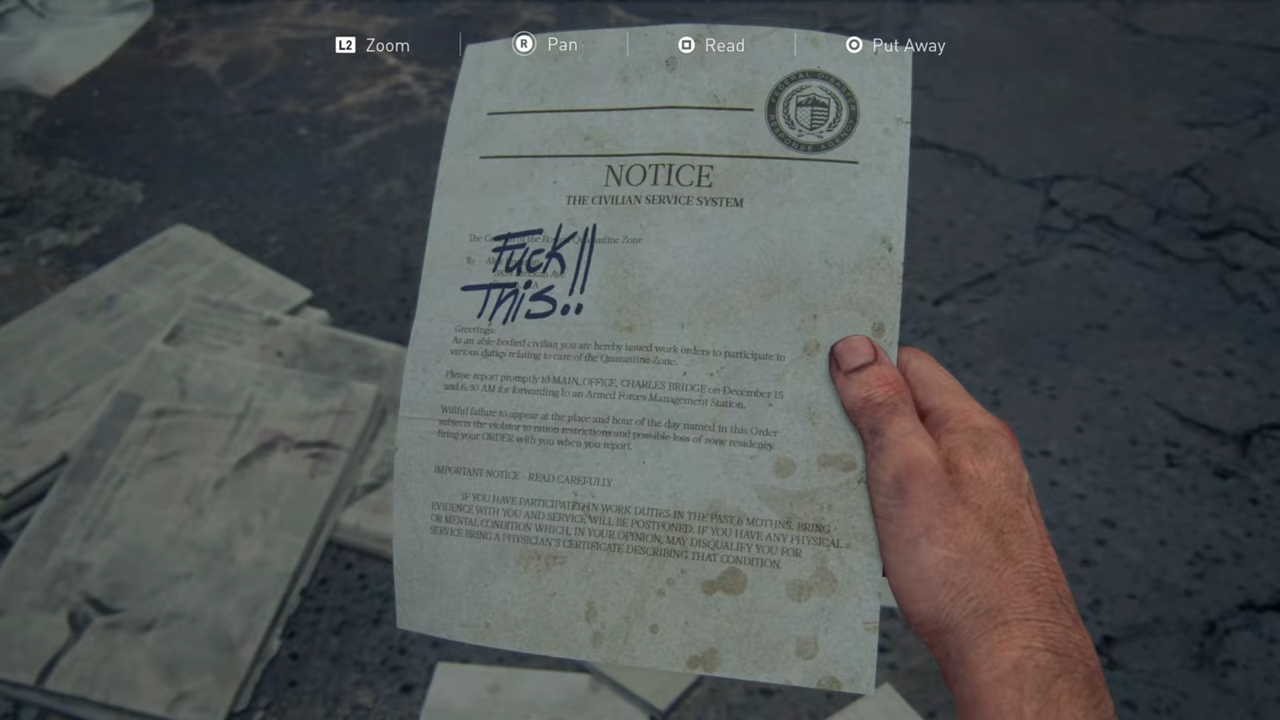 L2 Zoom R Pan Read Put Away
FEDERAL DISASTER RESPONSE AGENCY
NOTICE
THE CIVILIAN SERVICE SYSTEM
The Quarantine Zone
To
Fuck!!
This!!
Greetings:
As an able-bodied civilian you are hereby issued work orders to participate in
various duties relating to care of the Quarantine Zone.
Please report promptly to MAIN, OFFICE, CHARLES BRIDGE on December 15
and 6:30 AM for forwarding to an Armed Forces Management Station.
Willful failure to appear at the place and hour of the day named in this Order
subjects the violator to ration restrictions and possible loss of zone residency.
Bring your ORDER with you when you report.
IMPORTANT NOTICE - READ CAREFULLY
IF YOU HAVE PARTICIPATED IN WORK DUTIES IN THE PAST 6 MOTHNS. BRING
EVIDENCE WITH YOU AND SERVICE WILL BE POSTPONED. IF YOU HAVE ANY PHYSICAL
OR MENTAL CONDITION WHICH, IN YOUR OPINION, MAY DISQUALIFY YOU FOR
SERVICE BRING A PHYSICIAN'S CERTIFICATE DESCRIBING THAT CONDITION.